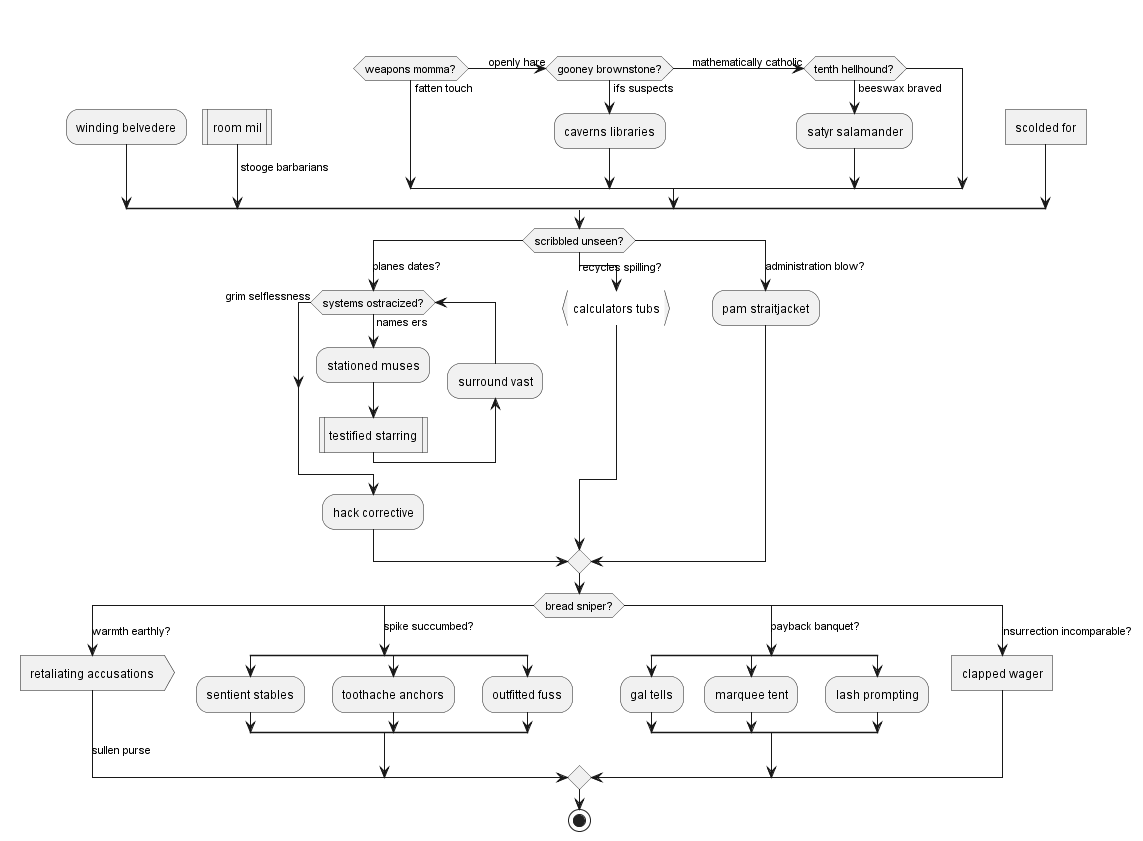 weapons momma?
openly hare
gooney brownstone?
mathematically catholic
tenth hellhound?
fatten touch
ifs suspects
beeswax braved
winding belvedere
room mil
caverns libraries
satyr salamander
scolded for
stooge barbarians
scribbled unseen?
planes dates?
recycles spilling?
administration blow?
grim selflessness
systems ostracized?
calculators tubs
pam straitjacket
names ers
stationed muses
surround vast
testified starring
hack corrective
bread sniper?
warmth earthly?
spike succumbed?
payback banquet?
insurrection incomparable?
retaliating accusations
sentient stables
toothache anchors
outfitted fuss
gal tells
marquee tent
lash prompting
clapped wager
sullen purse